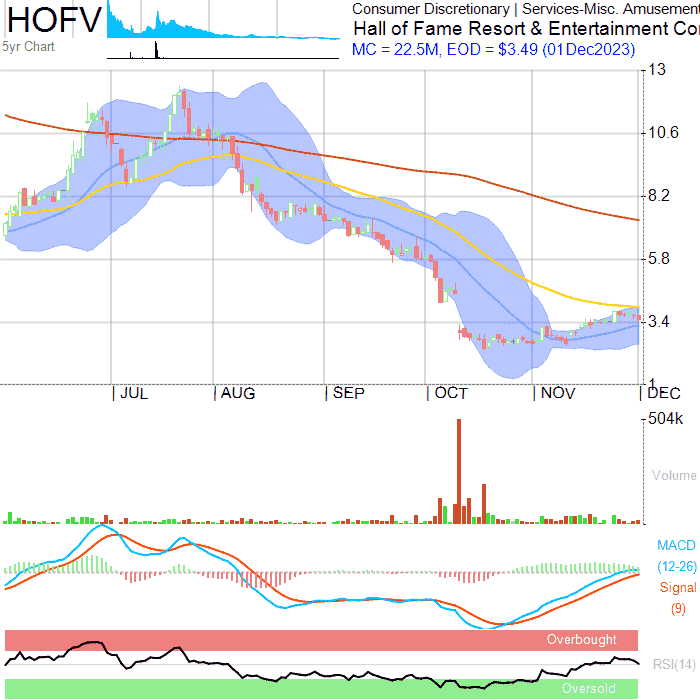 HOFV
5yr Chart
Consumer Discretionary | Services-Misc. Amusement
Hall of Fame Resort & Entertainment Co
MC = 22.5M, EOD = $3.49 (01Dec2023)
13
10.6
8.2
5.8
3.4
1
JUL AUG SEP OCT NOV DEC
504k
Volume
MACD
(12-26)
Signal
(9)
Overbought
RSI(14)
Oversold